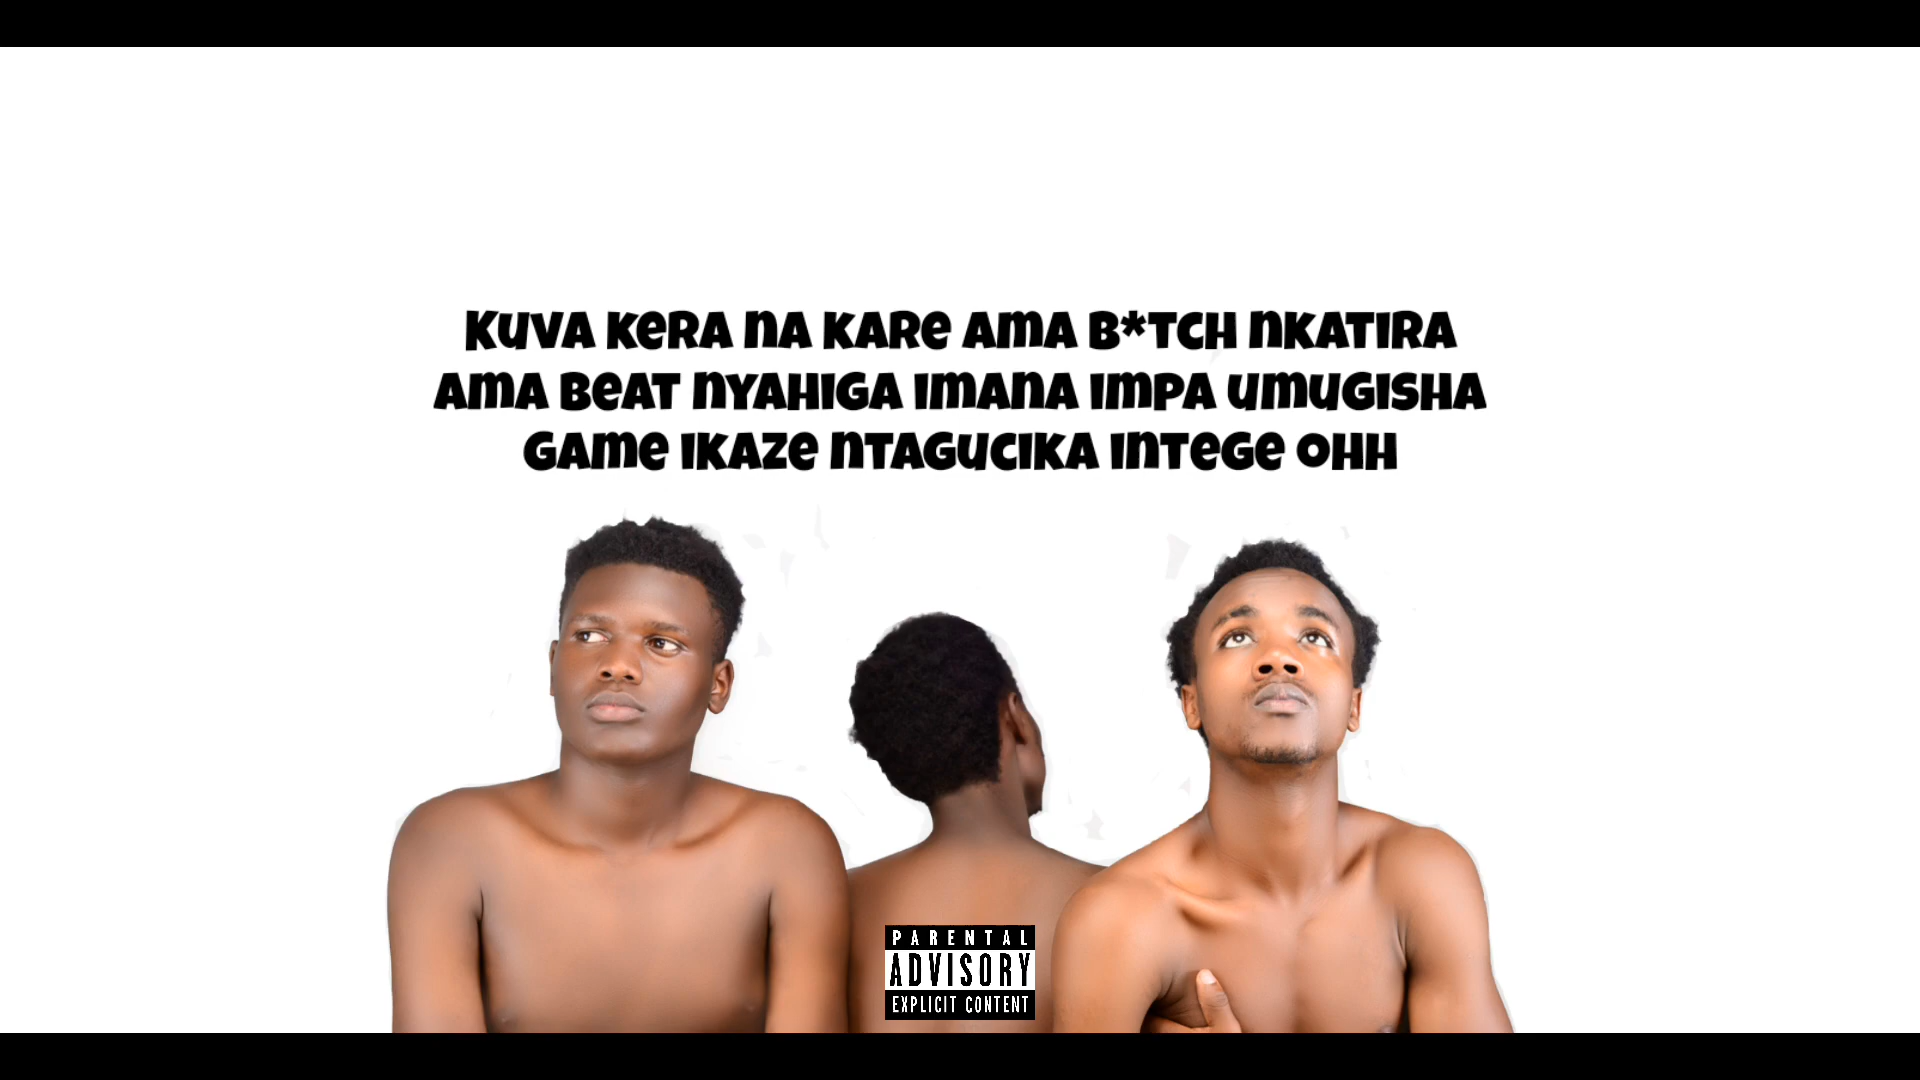 Kuva kera na kare ama b*tch nkatira
Ama beat nyahiga Imana impa umugisha
Game ikaze ntagucika intege ohh
PARENTAL
ADVISORY
EXPLICIT CONTENT